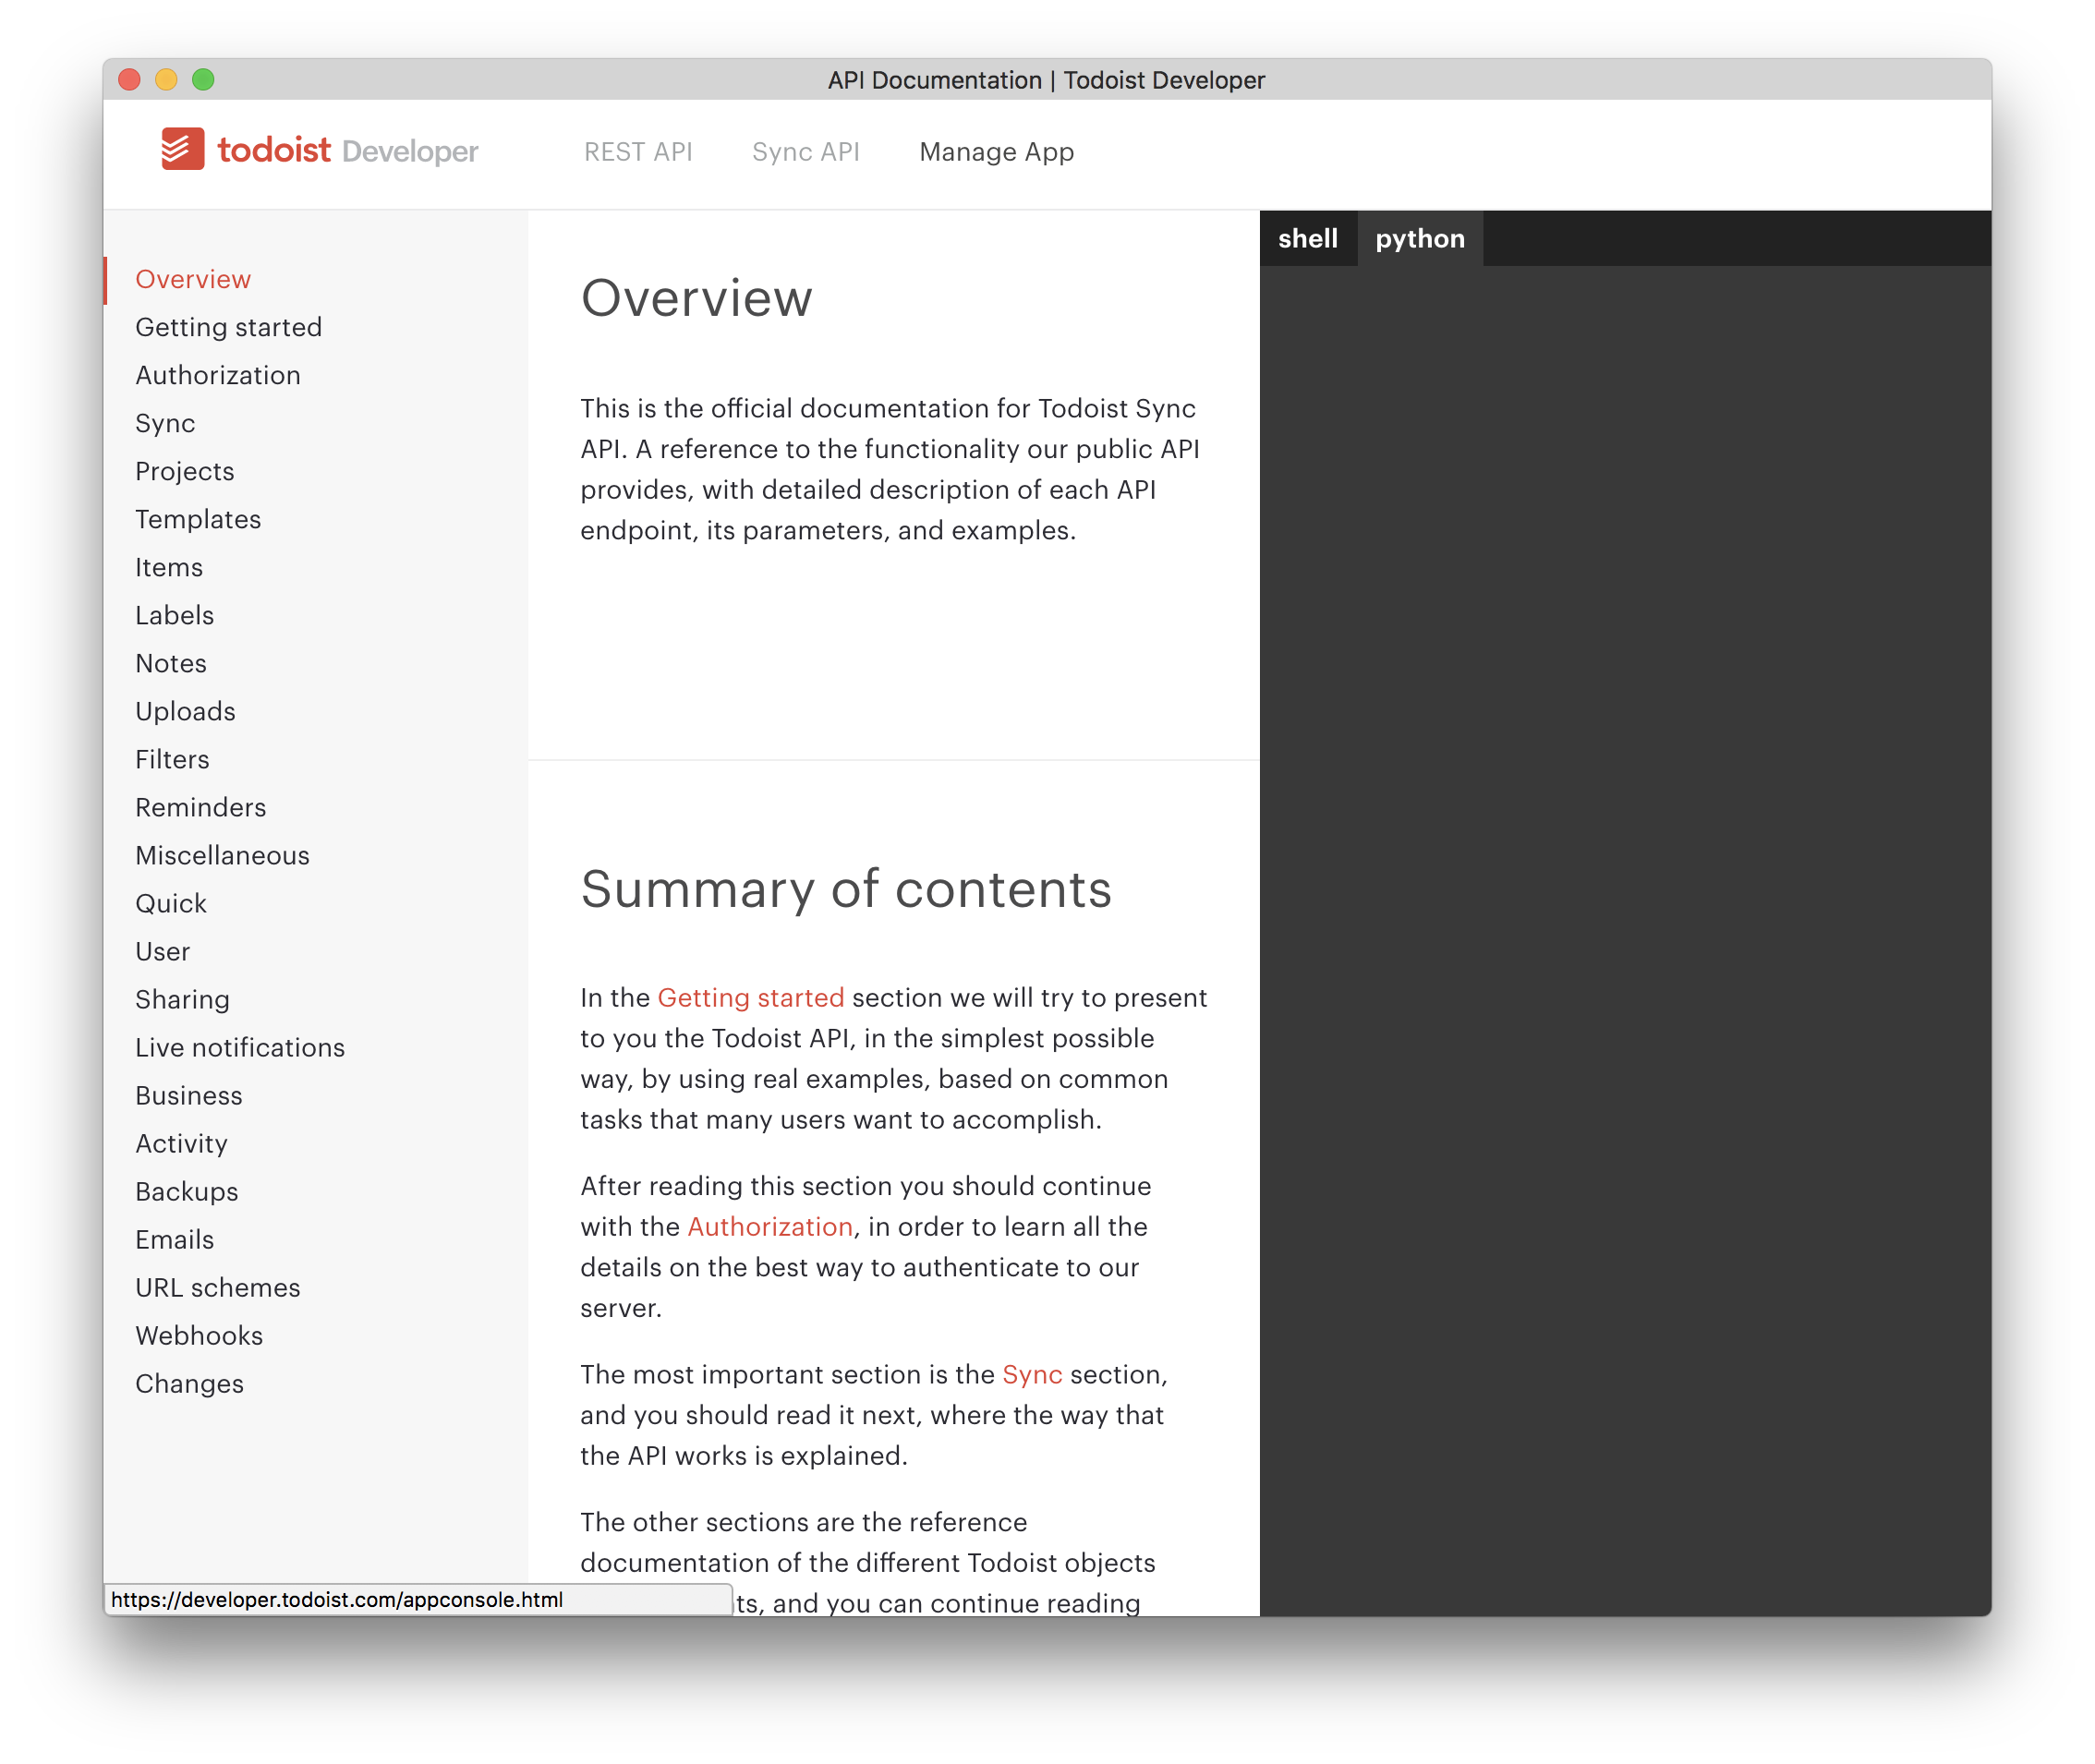 API Documentation | Todoist Developer
todoist Developer
REST API
Sync API
Manage App
Overview
Getting started
Authorization
Sync
Projects
Templates
Items
Labels
Notes
Uploads
Filters
Reminders
Miscellaneous
Quick
User
Sharing
Live notifications
Business
Activity
Backups
Emails
URL schemes
Webhooks
Changes
https://developer.todoist.com/appconsole.html
Overview
This is the official documentation for Todoist Sync
API. A reference to the functionality our public API
provides, with detailed description of each API
endpoint, its parameters, and examples.
Summary of contents
In the Getting started section we will try to present
to you the Todoist API, in the simplest possible
way, by using real examples, based on common
tasks that many users want to accomplish.
After reading this section you should continue
with the Authorization, in order to learn all the
details on the best way to authenticate to our
server.
The most important section is the Sync section,
and you should read it next, where the way that
the API works is explained.
The other sections are the reference
documentation of the different Todoist objects
ts, and you can continue reading
shell
python